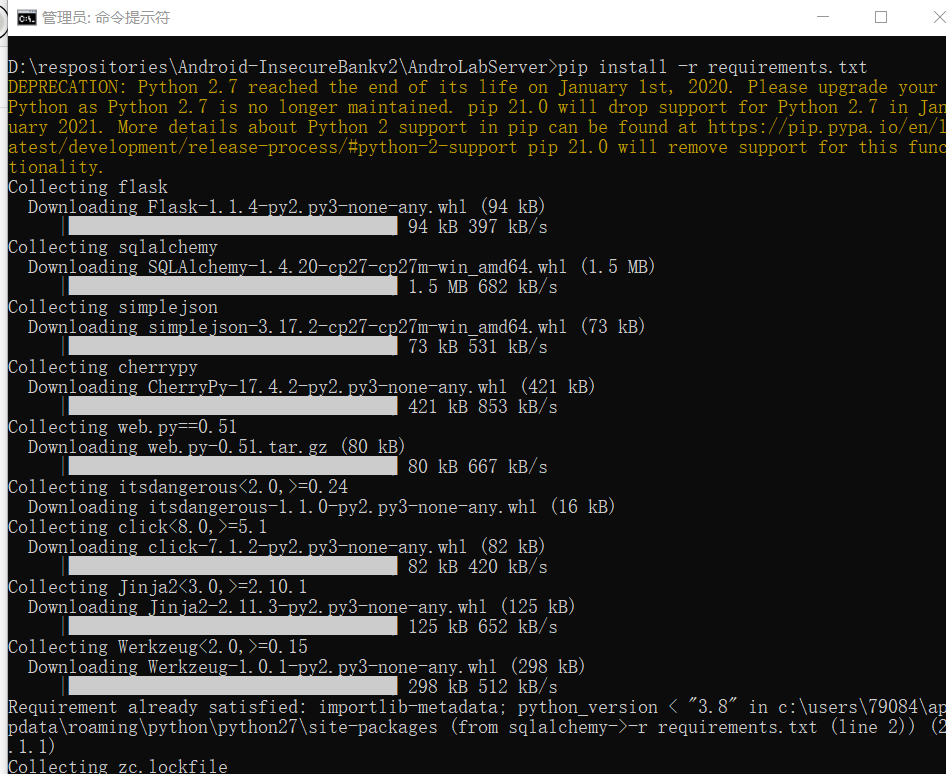 管理员: 命令提示符
D:\respositories\Android-InsecureBankv2\AndroLabServer>pip install -r requirements.txt
DEPRECATION: Python 2.7 reached the end of its life on January 1st, 2020. Please upgrade your
Python as Python 2.7 is no longer maintained. pip 21.0 will drop support for Python 2.7 in Jan
uary 2021. More details about Python 2 support in pip can be found at https://pip.pypa.io/en/l
atest/development/release-process/#python-2-support pip 21.0 will remove support for this func
tionality.
Collecting flask
Downloading Flask-1.1.4-py2.py3-none-any.whl (94 kB)
94 kB 397 kB/s
Collecting sqlalchemy
Downloading SQLAlchemy-1.4.20-cp27-cp27m-win_amd64.whl (1.5 MB)
1.5 MB 682 kB/s
Collecting simplejson
Downloading simplejson-3.17.2-cp27-cp27m-win_amd64.whl (73 kB)
73 kB 531 kB/s
Collecting cherrypy
Downloading CherryPy-17.4.2-py2.py3-none-any.whl (421 kB)
421 kB 853 kB/s
Collecting web.py==0.51
Downloading web.py-0.51.tar.gz (80 kB)
80 kB 667 kB/s
Collecting itsdangerous<2.0,>=0.24
Downloading itsdangerous-1.1.0-py2.py3-none-any.whl (16 kB)
Collecting click<8.0,>=5.1
Downloading click-7.1.2-py2.py3-none-any.whl (82 kB)
82 kB 420 kB/s
Collecting Jinja2<3.0,>=2.10.1
Downloading Jinja2-2.11.3-py2.py3-none-any.whl (125 kB)
125 kB 652 kB/s
Collecting Werkzeug<2.0,>=0.15
Downloading Werkzeug-1.0.1-py2.py3-none-any.whl (298 kB)
298 kB 512 kB/s
Requirement already satisfied: importlib-metadata; python_version < "3.8" in c:\users\79084\ap
pdata\roaming\python\python27\site-packages (from sqlalchemy->-r requirements.txt (line 2)) (2
.1.1)
Collecting zc.lockfile